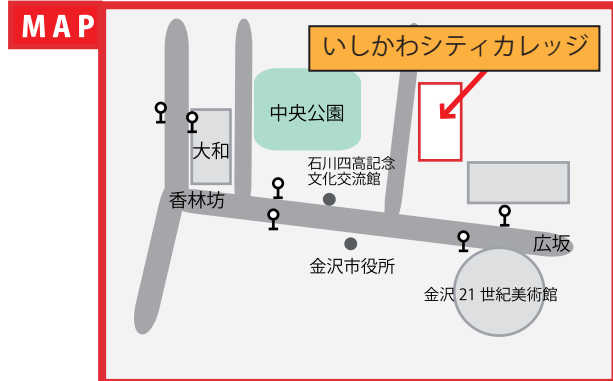 MAP
いしかわシティカレッジ
中央公園
大和
石川四高記念
文化交流館
香林坊
広坂
金沢市役所
金沢 21 世紀美術館